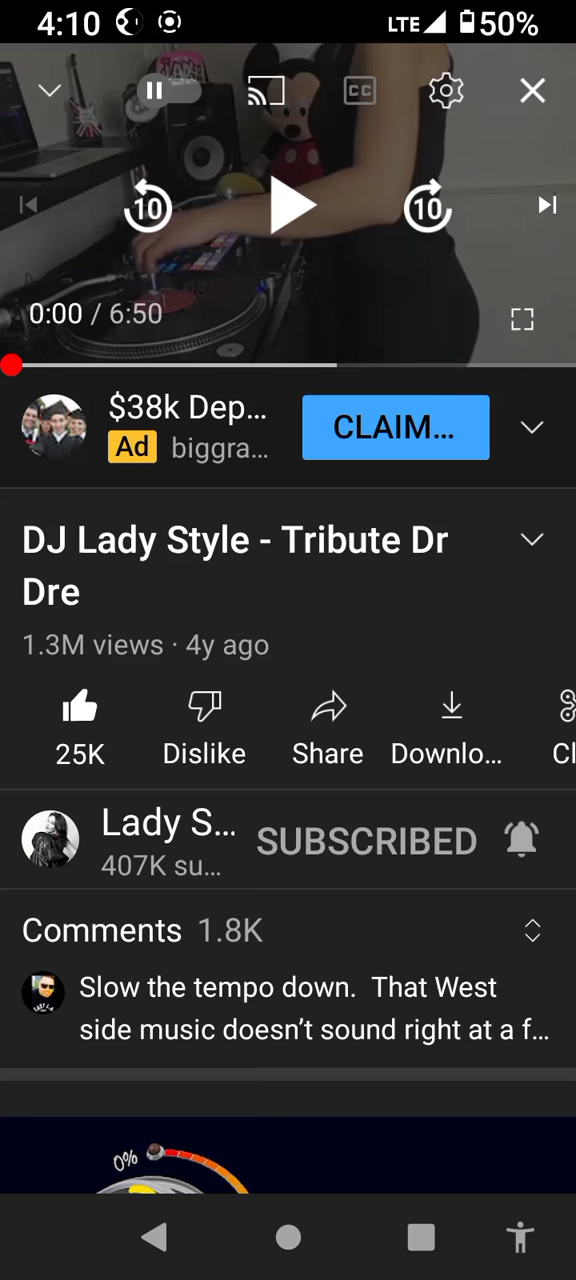 4:10 LTE 50%
CC
10 10
0:00 / 6:50
$38k Dep...
CLAIM...
Ad biggra...
DJ Lady Style - Tribute Dr
Dre
1.3M views · 4y ago
25K Dislike Share Downlo... Cl
Lady S...
SUBSCRIBED
407K su...
Comments 1.8K
Slow the tempo down.  That West
side music doesn’t sound right at a f...
0%